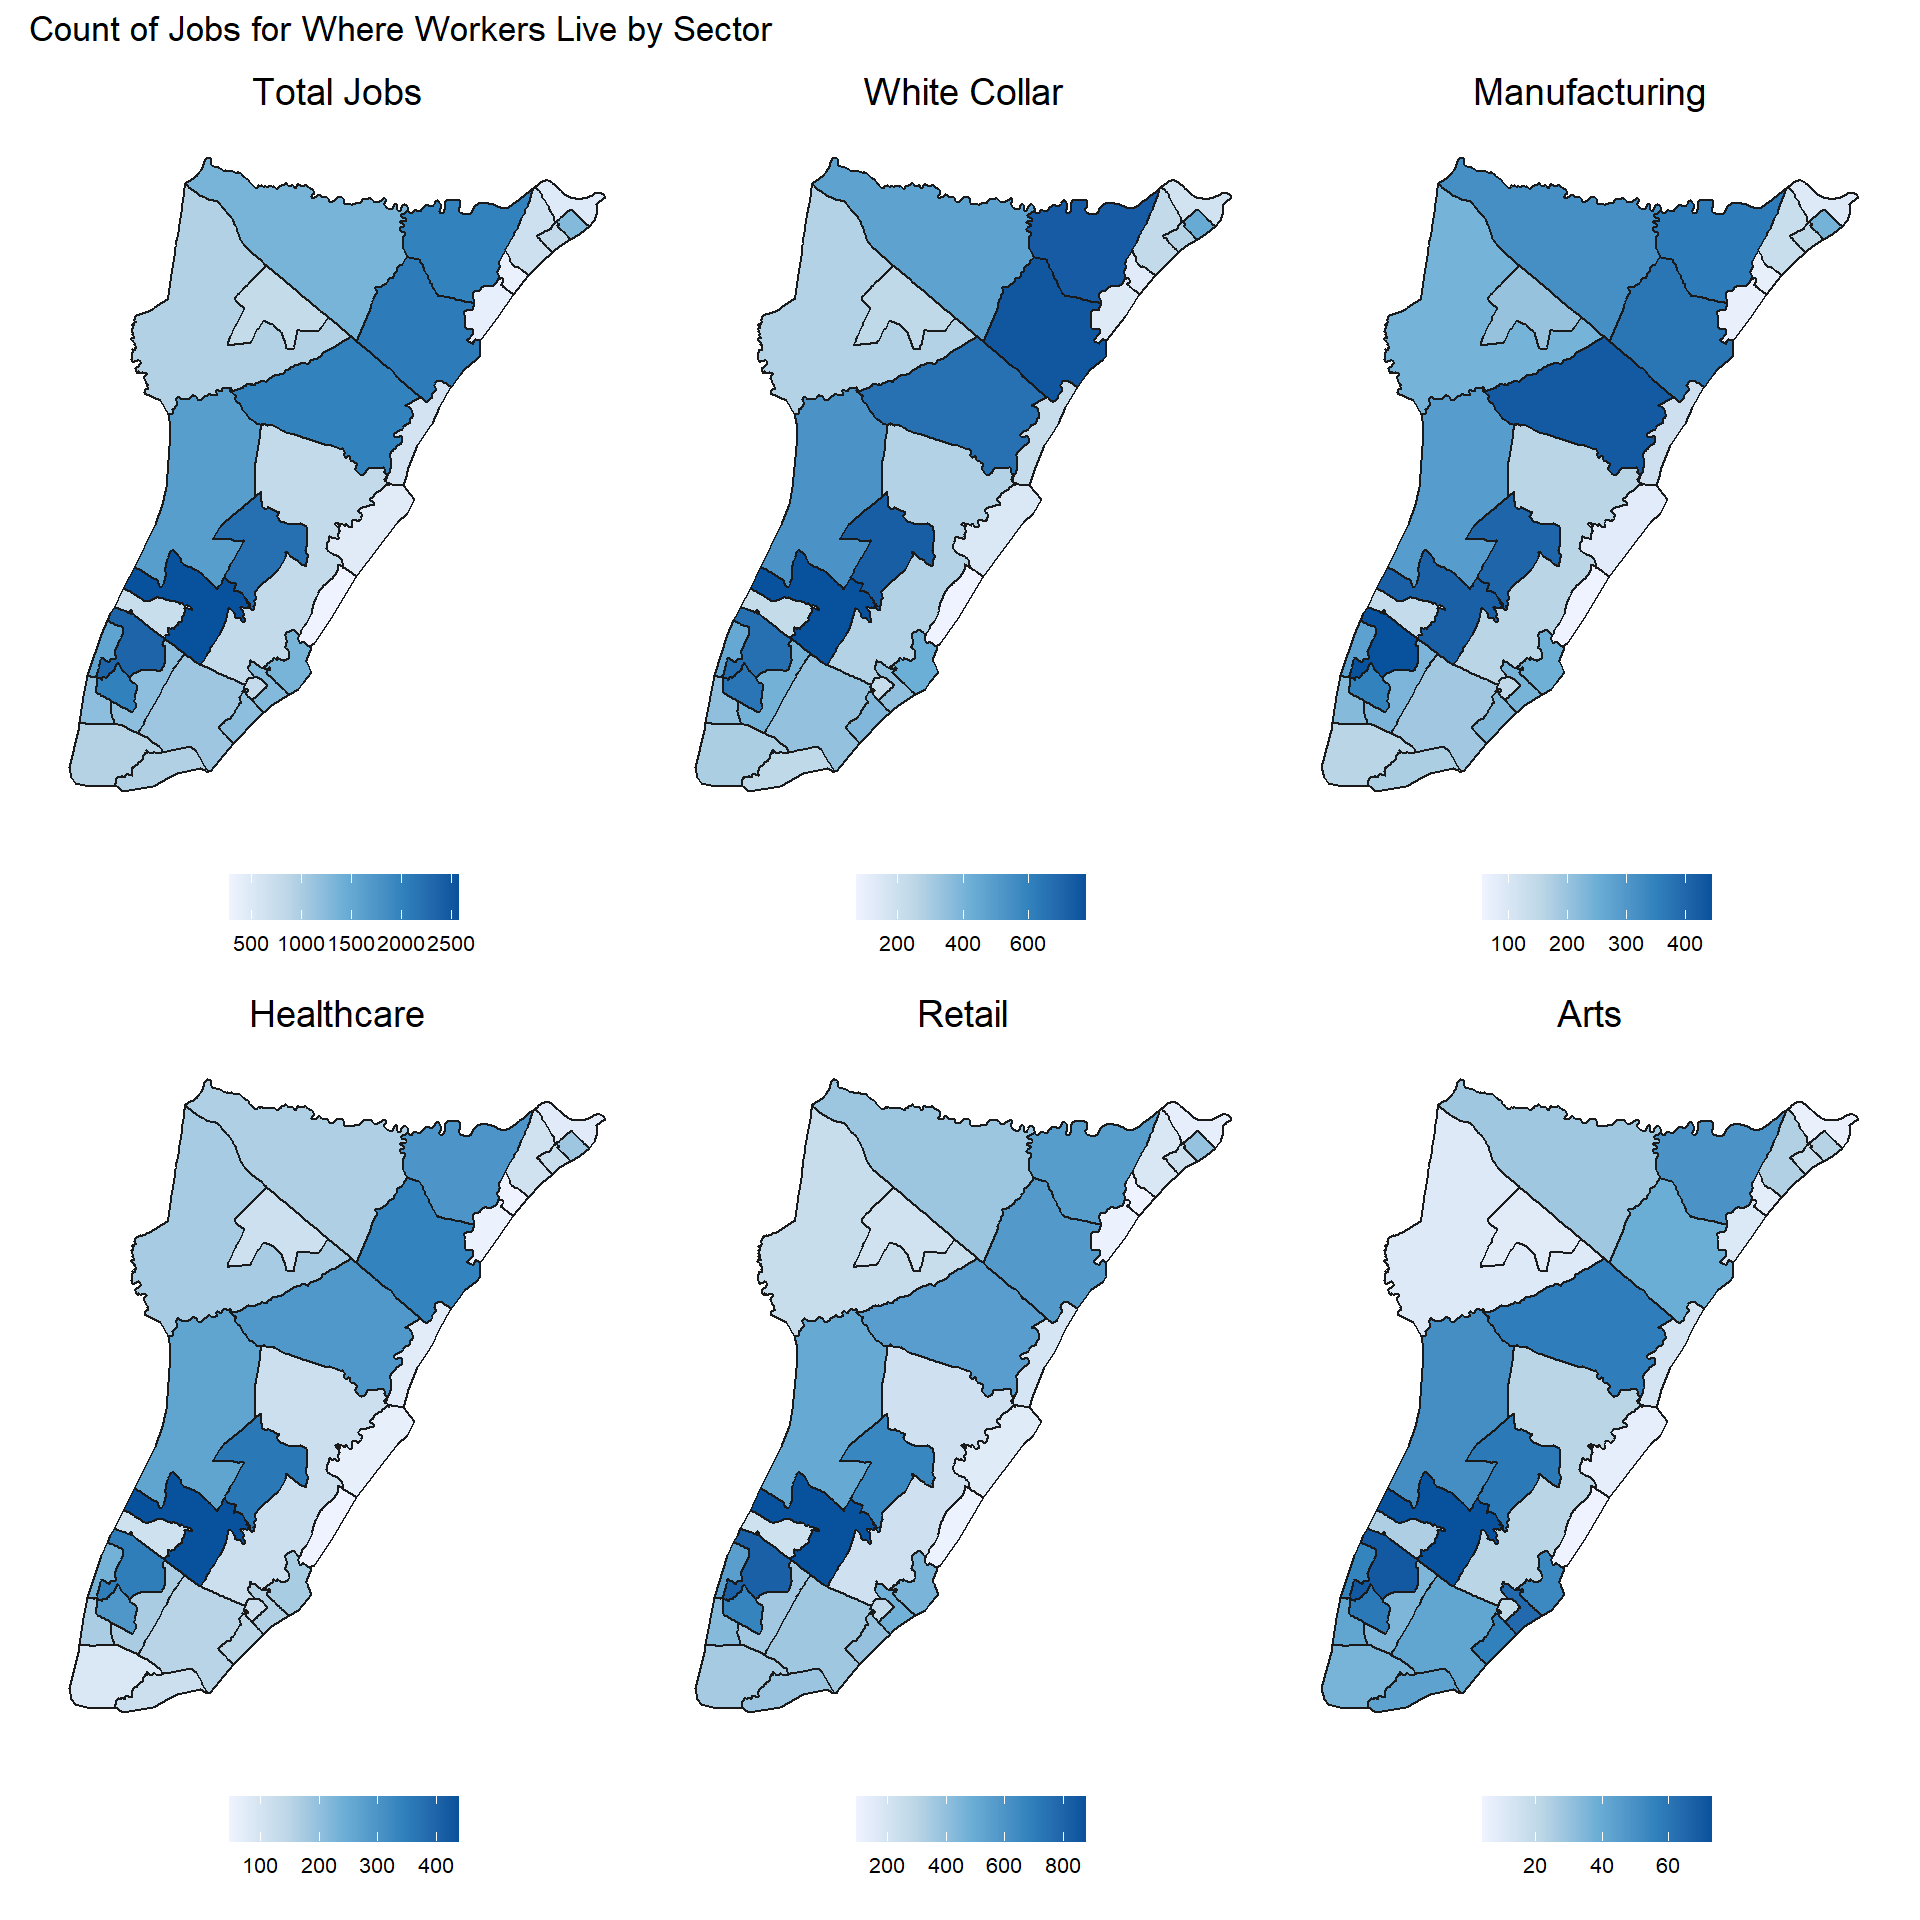 Count of Jobs for Where Workers Live by Sector
Total Jobs
White Collar
Manufacturing
500 1000 1500 2000 2500
200 400 600
100 200 300 400
Healthcare
Retail
Arts
100 200 300 400
200 400 600 800
20 40 60